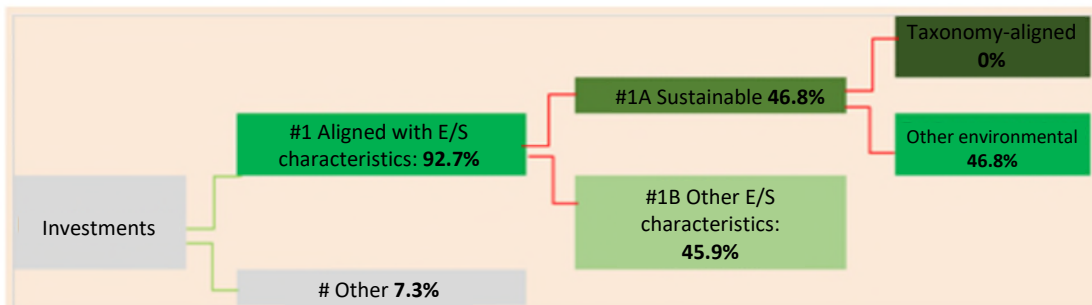 Taxonomy-aligned
0%
#1A Sustainable 46.8%
#1 Aligned with E/S
characteristics: 92.7%
Other environmental
46.8%
#1B Other E/S
characteristics:
45.9%
Investments
# Other 7.3%